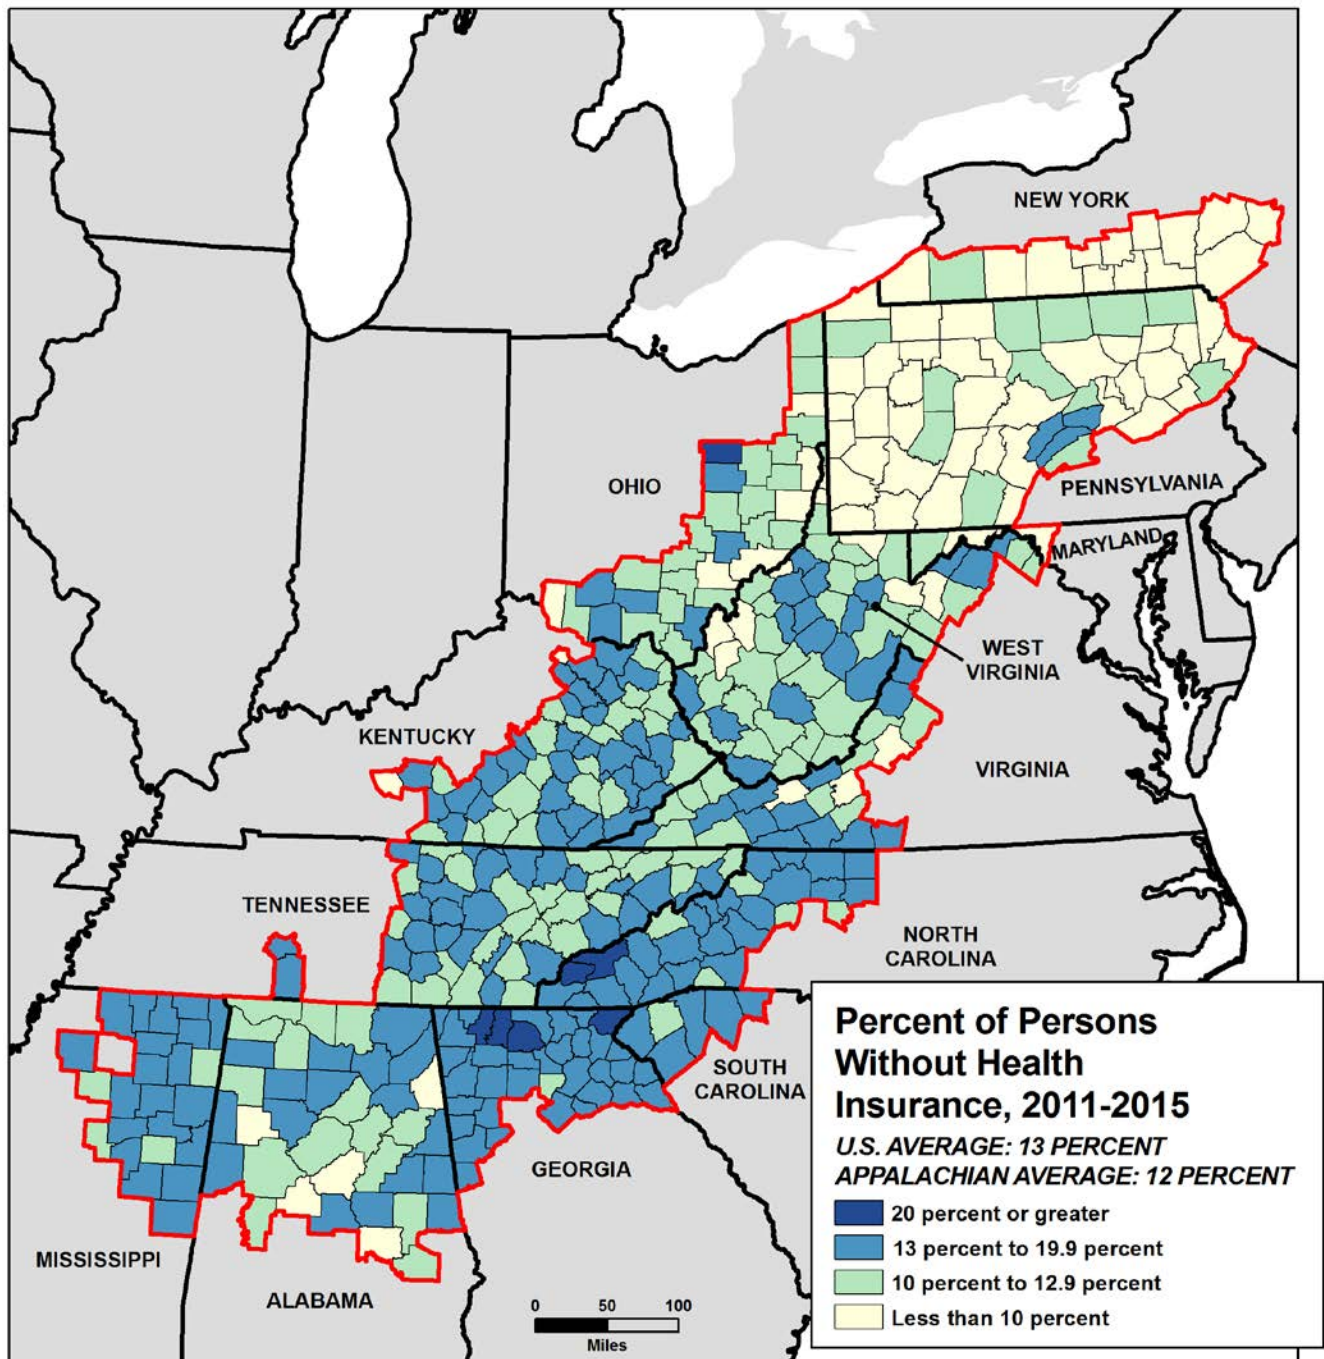 NEW YORK
OHIO
PENNSYLVANIA
MARYLAND
WEST
VIRGINIA
KENTUCKY
VIRGINIA
TENNESSEE
NORTH
CAROLINA
SOUTH
CAROLINA
GEORGIA
MISSISSIPPI
ALABAMA
0 50 100
Miles
Percent of Persons
Without Health
Insurance, 2011-2015
U.S. AVERAGE: 13 PERCENT
APPALACHIAN AVERAGE: 12 PERCENT
20 percent or greater
13 percent to 19.9 percent
10 percent to 12.9 percent
Less than 10 percent